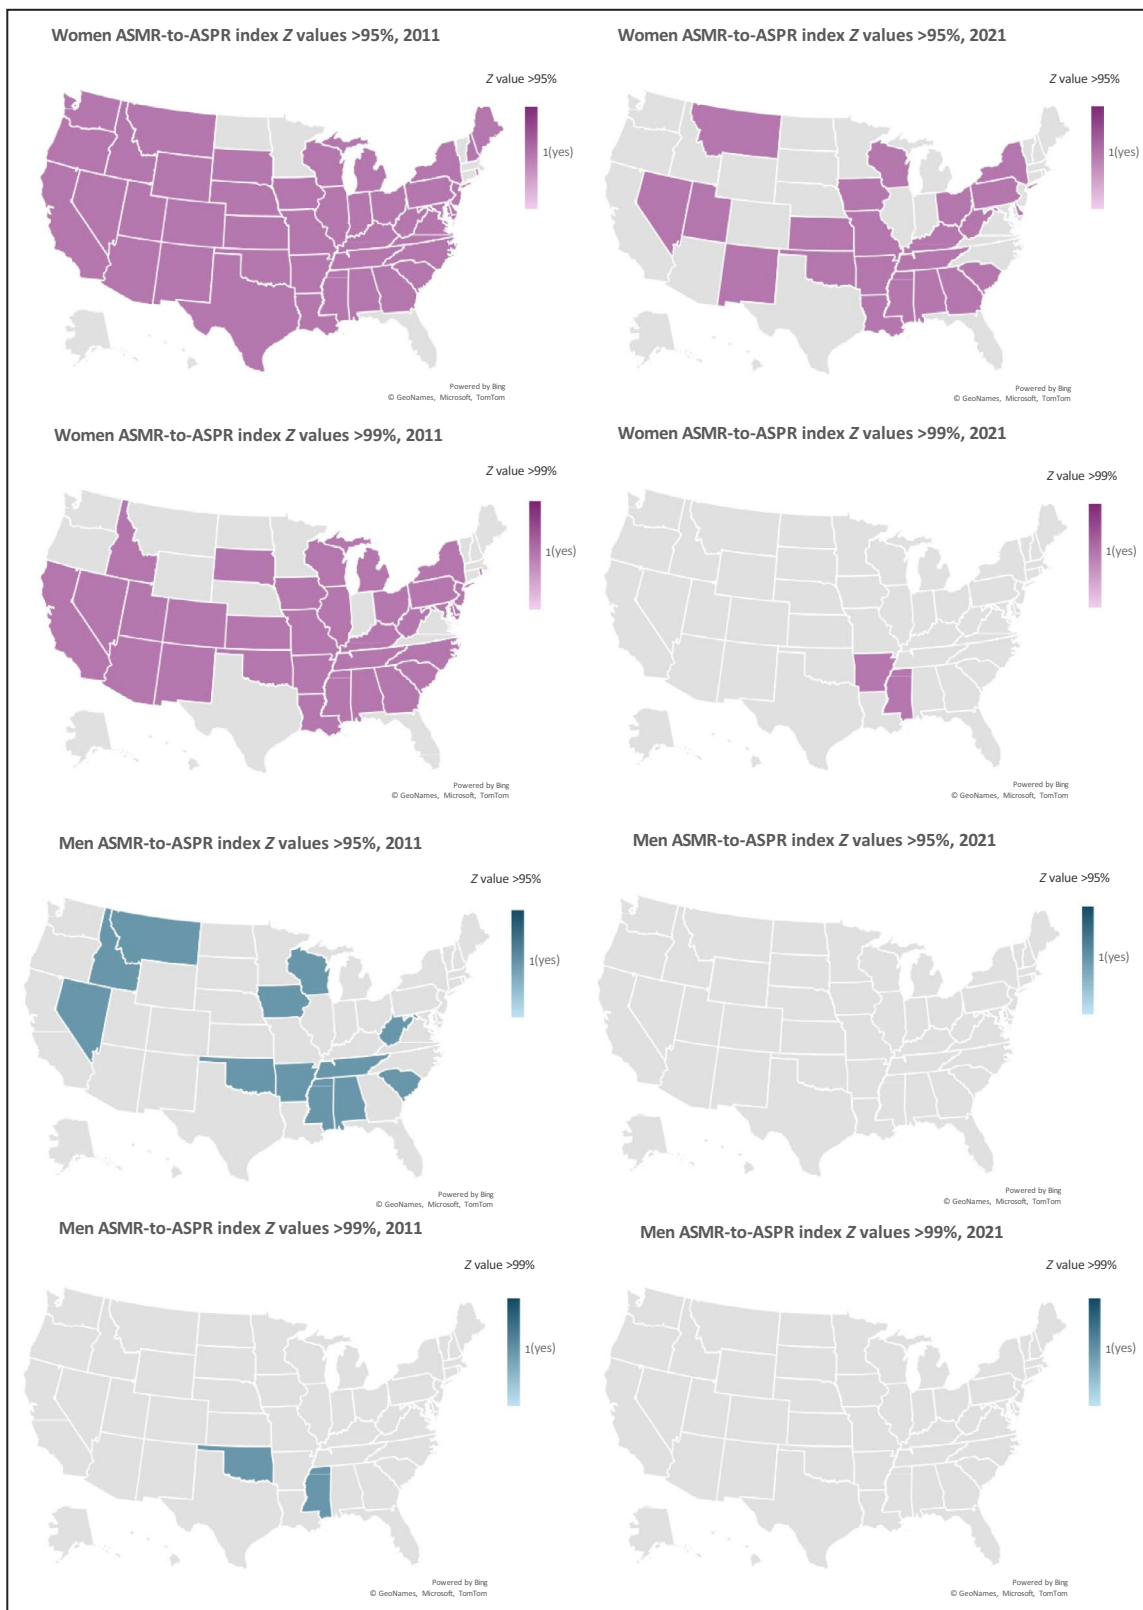 Women ASMR-to-ASPR index Z values >95%, 2011
Z value >95%
1(yes)
Powered by Bing
© GeoNames, Microsoft, TomTom
Women ASMR-to-ASPR index Z values >95%, 2021
Z value >95%
1(yes)
Powered by Bing
© GeoNames, Microsoft, TomTom
Women ASMR-to-ASPR index Z values >99%, 2011
Z value >99%
1(yes)
Powered by Bing
© GeoNames, Microsoft, TomTom
Women ASMR-to-ASPR index Z values >99%, 2021
Z value >99%
1(yes)
Powered by Bing
© GeoNames, Microsoft, TomTom
Men ASMR-to-ASPR index Z values >95%, 2011
Z value >95%
1(yes)
Powered by Bing
© GeoNames, Microsoft, TomTom
Men ASMR-to-ASPR index Z values >95%, 2021
Z value >95%
1(yes)
Powered by Bing
© GeoNames, Microsoft, TomTom
Men ASMR-to-ASPR index Z values >99%, 2011
Z value >99%
1(yes)
Powered by Bing
© GeoNames, Microsoft, TomTom
Men ASMR-to-ASPR index Z values >99%, 2021
Z value >99%
1(yes)
Powered by Bing
© GeoNames, Microsoft, TomTom